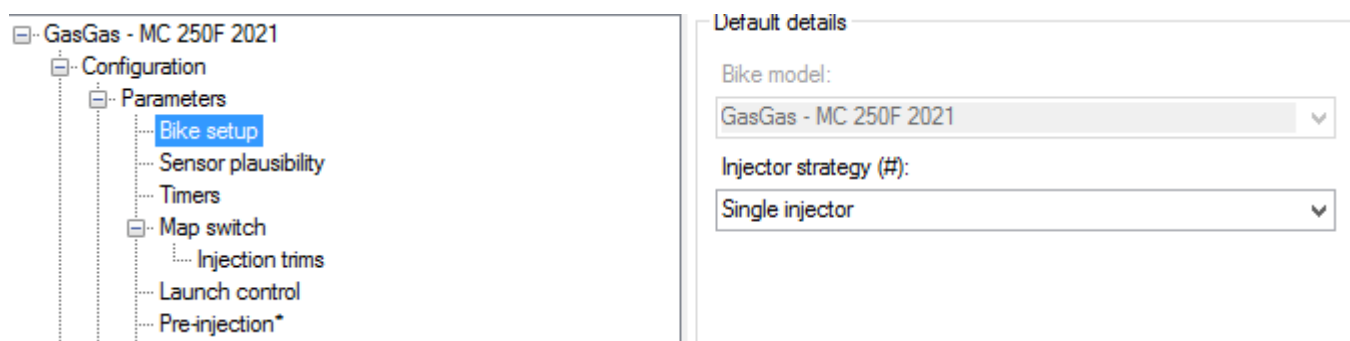 GasGas - MC 250F 2021
Configuration
Parameters
Bike setup
Sensor plausibility
Timers
Map switch
Injection trims
Launch control
Pre-injection*
Default details
Bike model:
GasGas - MC 250F 2021
Injector strategy (#):
Single injector